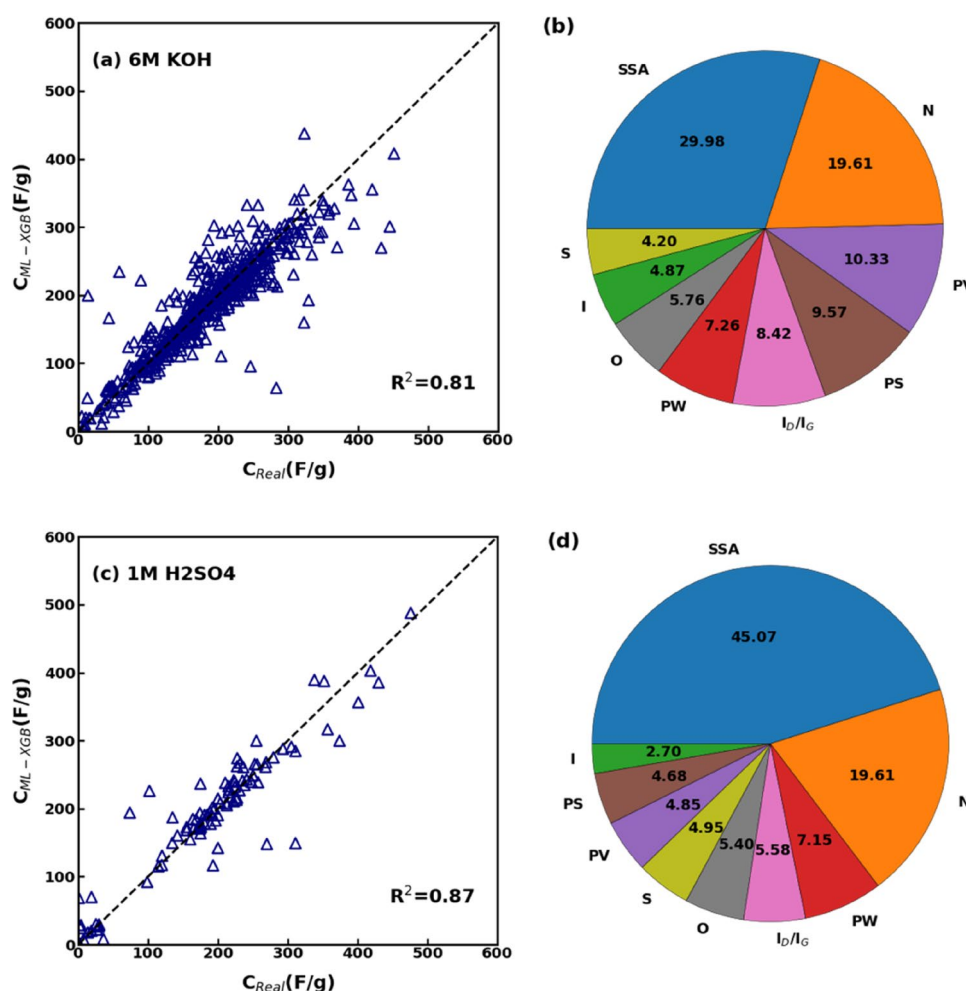 (a) 6M KOH
600
500
400
300
200
100
0
0 100 200 300 400 500 600
C_ML-XGB(F/g)
C_Real(F/g)
R²=0.81
(b)
SSA
29.98
N
19.61
PV
10.33
PS
9.57
I_D/I_G
8.42
PW
7.26
O
5.76
I
4.87
S
4.20
(c) 1M H2SO4
600
500
400
300
200
100
0
0 100 200 300 400 500 600
C_ML-XGB(F/g)
C_Real(F/g)
R²=0.87
(d)
SSA
45.07
N
19.61
PW
7.15
I_D/I_G
5.58
O
5.40
S
4.95
PV
4.85
PS
4.68
I
2.70